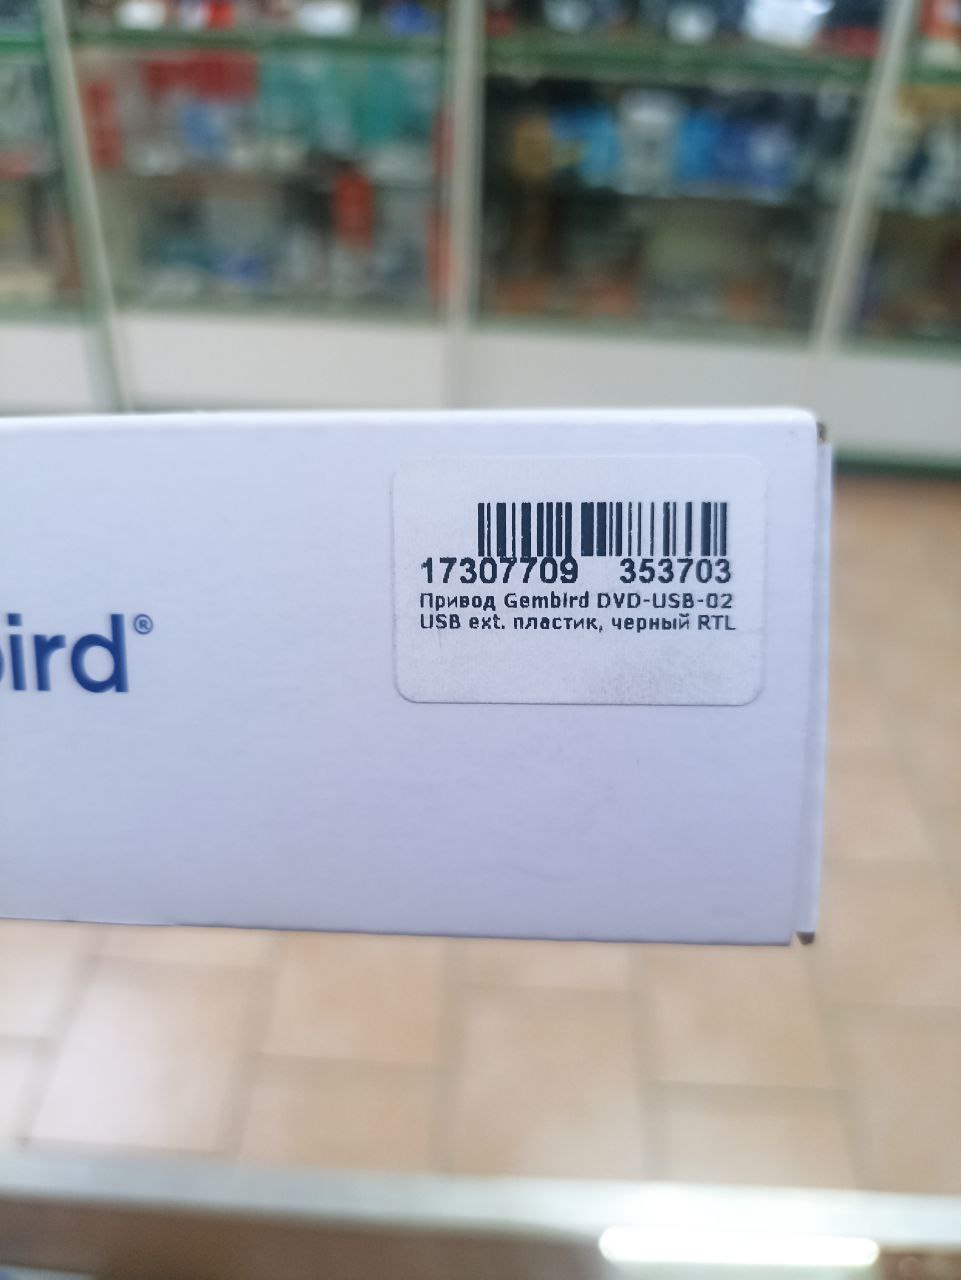 bird®
17307709 353703
Привод Gembird DVD-USB-02
USB ext. пластик, черный RTL